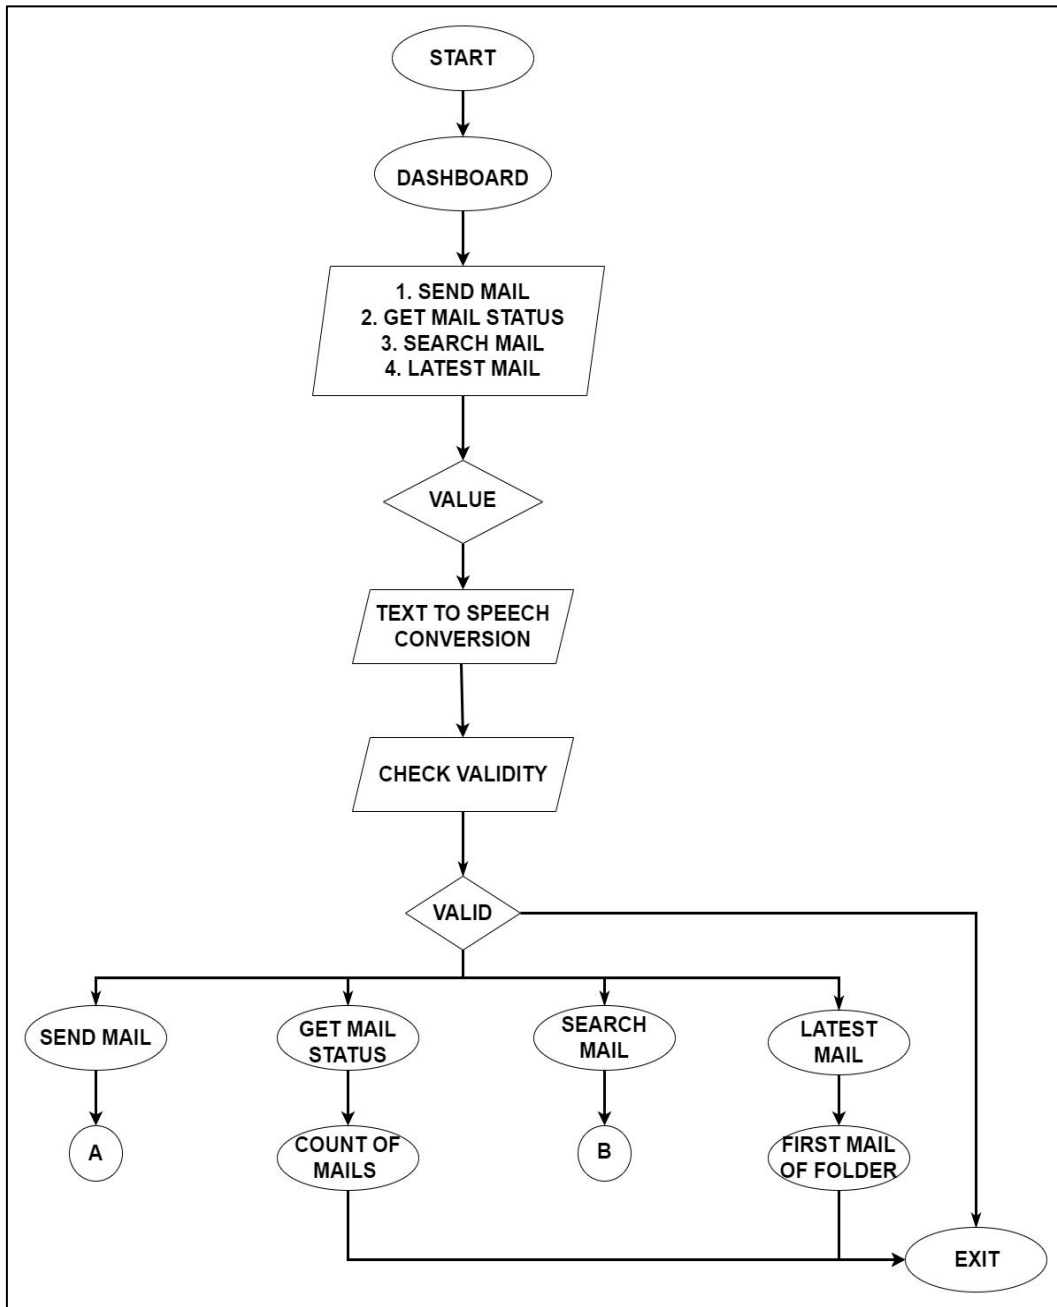 START
DASHBOARD
1. SEND MAIL
2. GET MAIL STATUS
3. SEARCH MAIL
4. LATEST MAIL
VALUE
TEXT TO SPEECH
CONVERSION
CHECK VALIDITY
VALID
SEND MAIL
GET MAIL
STATUS
SEARCH
MAIL
LATEST
MAIL
A
COUNT OF
MAILS
B
FIRST MAIL
OF FOLDER
EXIT